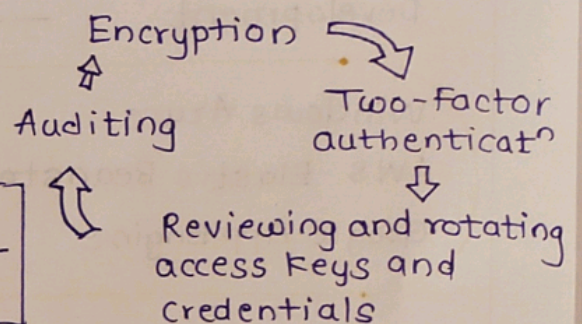 Encryption
Two-Factor
Auditing
authenticatn
Reviewing and rotating
access keys and
credentials